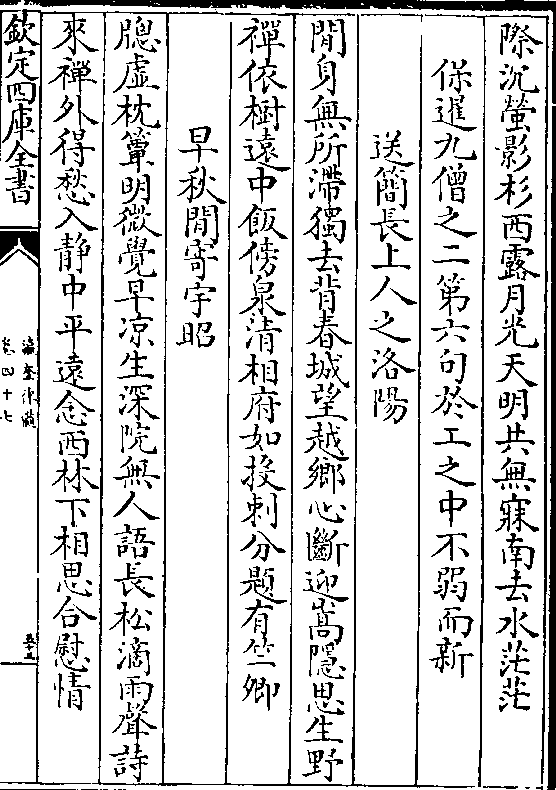 際沉螢影杉西露月光天明共無寐南去水茫茫
保暹九僧之二第六句於工之中不弱而新
送簡長上人之洛陽
閒身無所滯獨去背春城望越鄉心斷迎嵩隱思生野
禪依樹遠中飯傍泉清相府如投刺分題有竺卿
早秋閒寄宇昭
牕虛枕簟明微覺早凉生深院無人語長松滴雨聲詩
來禪外得愁入静中平遠念西林下相思合慰情
欽定四庫全書
瀛奎律髓
卷四十七